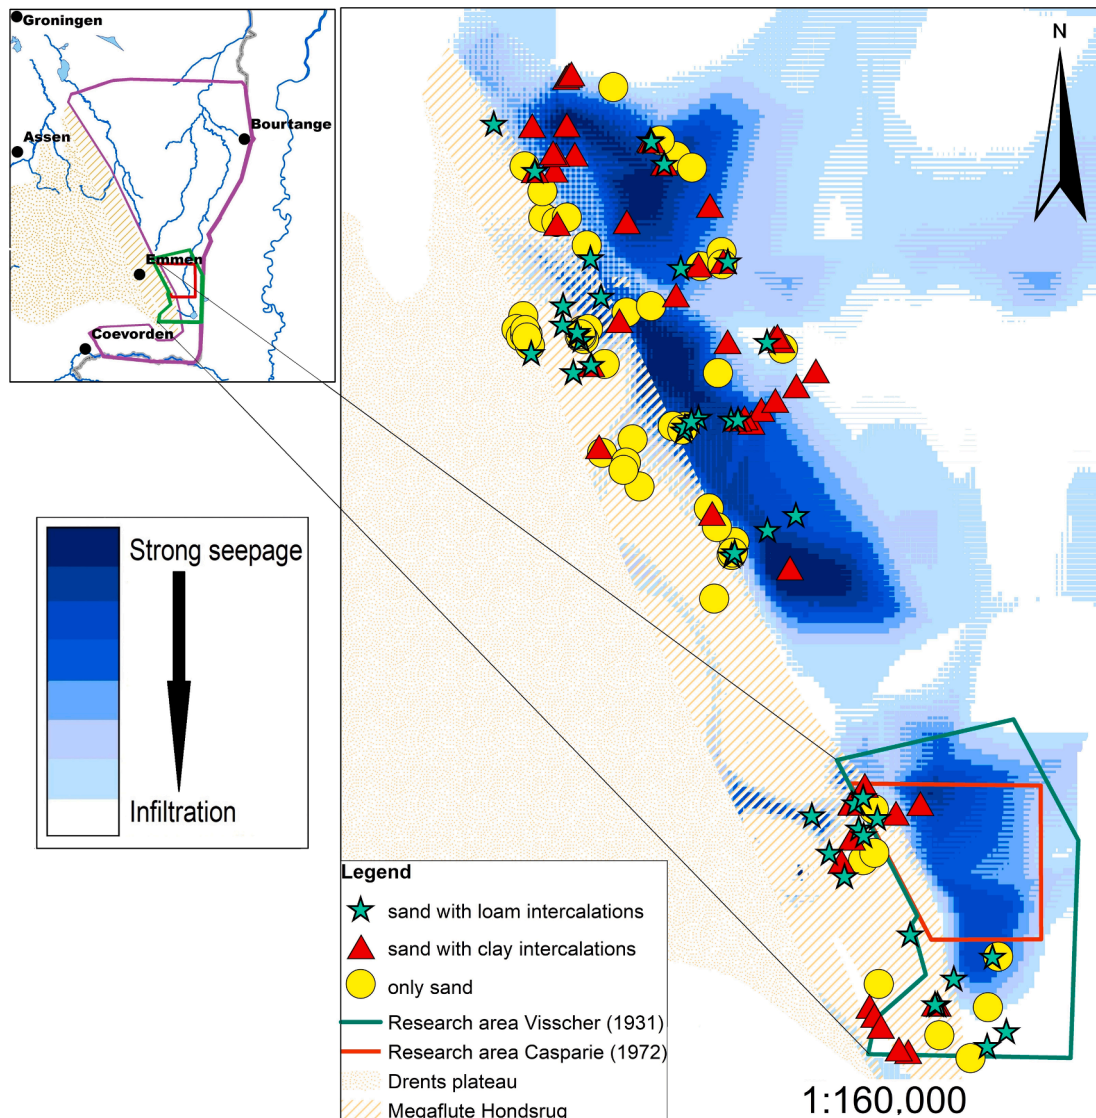 Groningen
Assen
Bourtange
Emmen
Coevorden
N
Strong seepage
Infiltration
Legend
sand with loam intercalations
sand with clay intercalations
only sand
Research area Visscher (1931)
Research area Casparie (1972)
Drents plateau
Megaflute Hondsrug
1:160,000